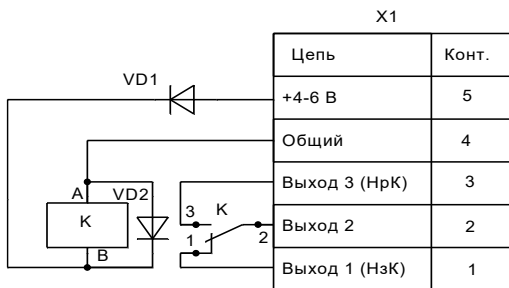 X1
Цепь Конт.
VD1
+4-6 В 5
Общий 4
Выход 3 (НрК) 3
A VD2
3 K
K
Выход 2 2
1 2
B
Выход 1 (НзК) 1